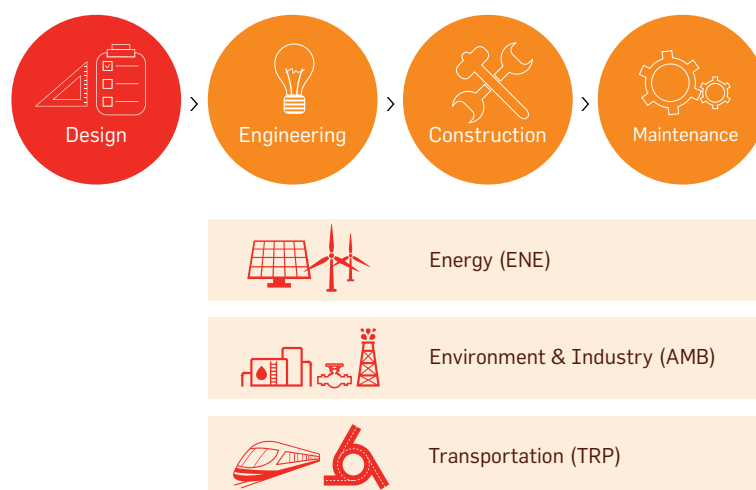 Design
Engineering
Construction
Maintenance
Energy (ENE)
Environment & Industry (AMB)
Transportation (TRP)